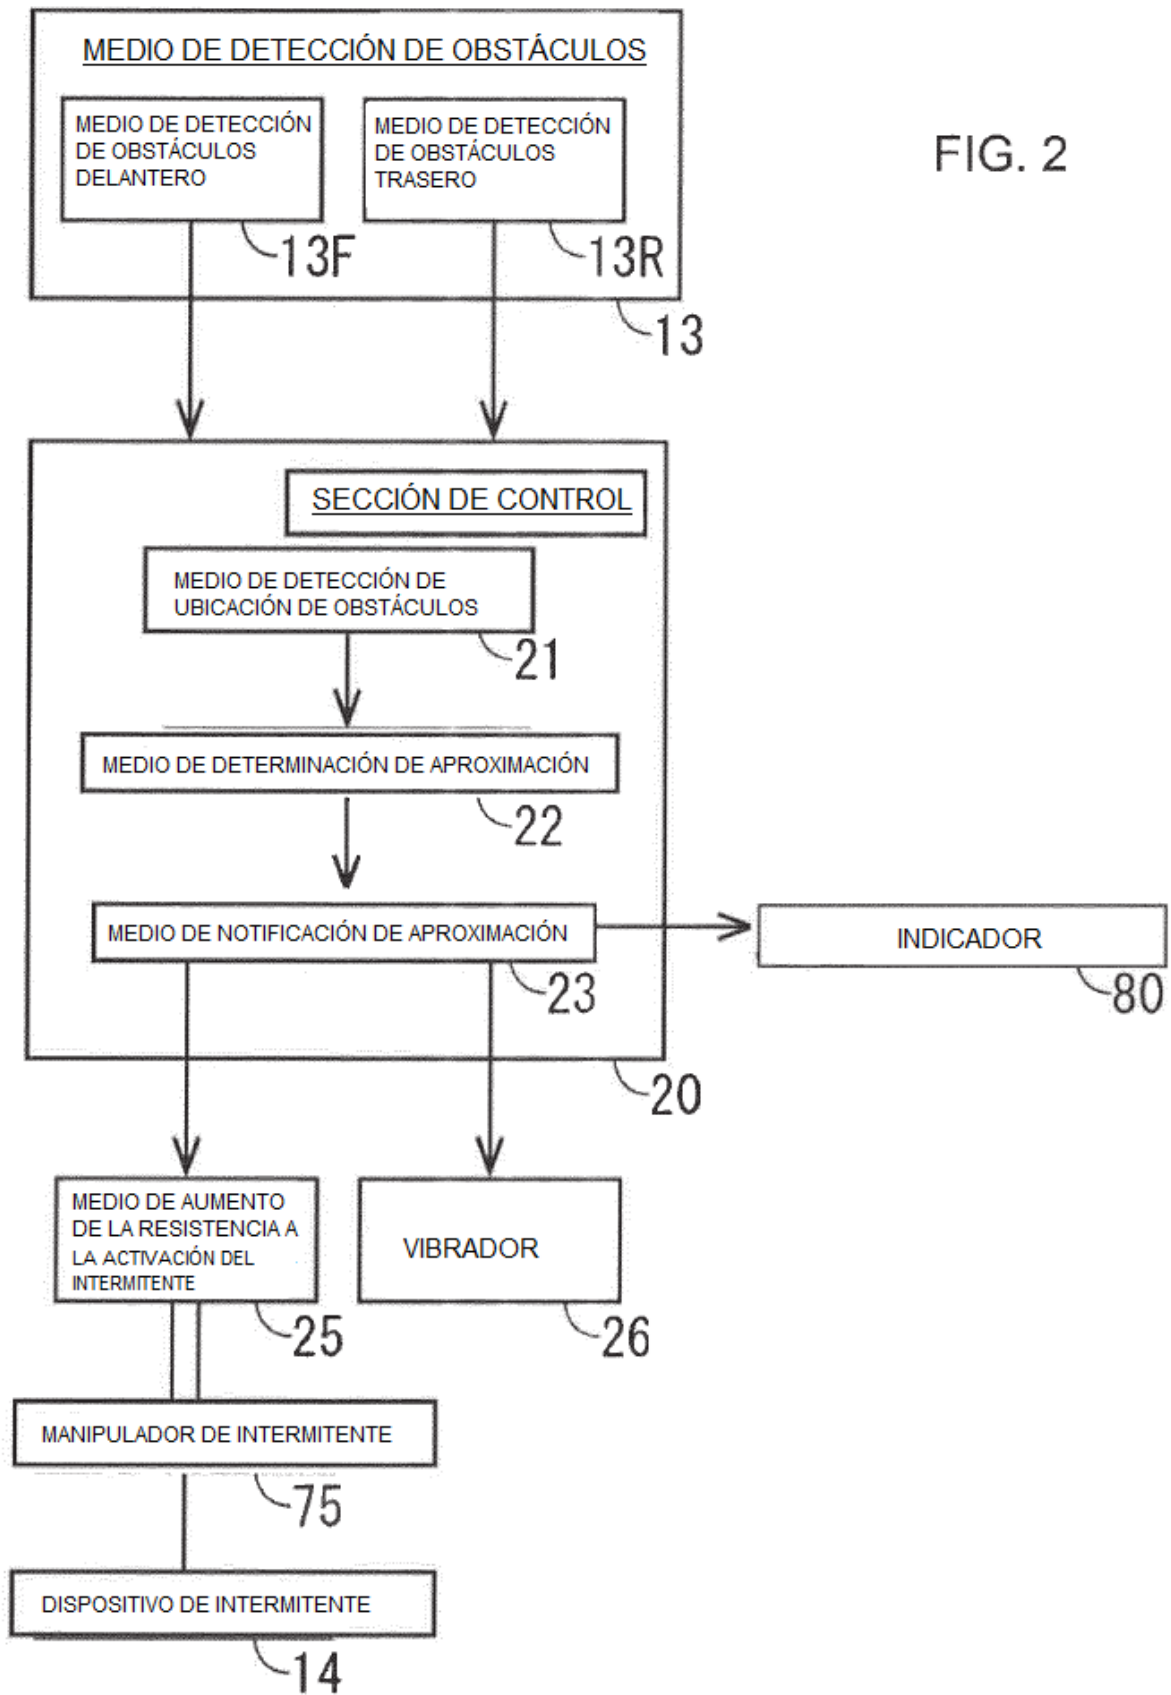 MEDIO DE DETECCIÓN DE OBSTÁCULOS
MEDIO DE DETECCIÓN
DE OBSTÁCULOS
DELANTERO
13F
MEDIO DE DETECCIÓN
DE OBSTÁCULOS
TRASERO
13R
13
FIG. 2
SECCIÓN DE CONTROL
MEDIO DE DETECCIÓN DE
UBICACIÓN DE OBSTÁCULOS
21
MEDIO DE DETERMINACIÓN DE APROXIMACIÓN
22
MEDIO DE NOTIFICACIÓN DE APROXIMACIÓN
23
INDICADOR
80
20
MEDIO DE AUMENTO
DE LA RESISTENCIA A
LA ACTIVACIÓN DEL
INTERMITENTE
25
VIBRADOR
26
MANIPULADOR DE INTERMITENTE
75
DISPOSITIVO DE INTERMITENTE
14